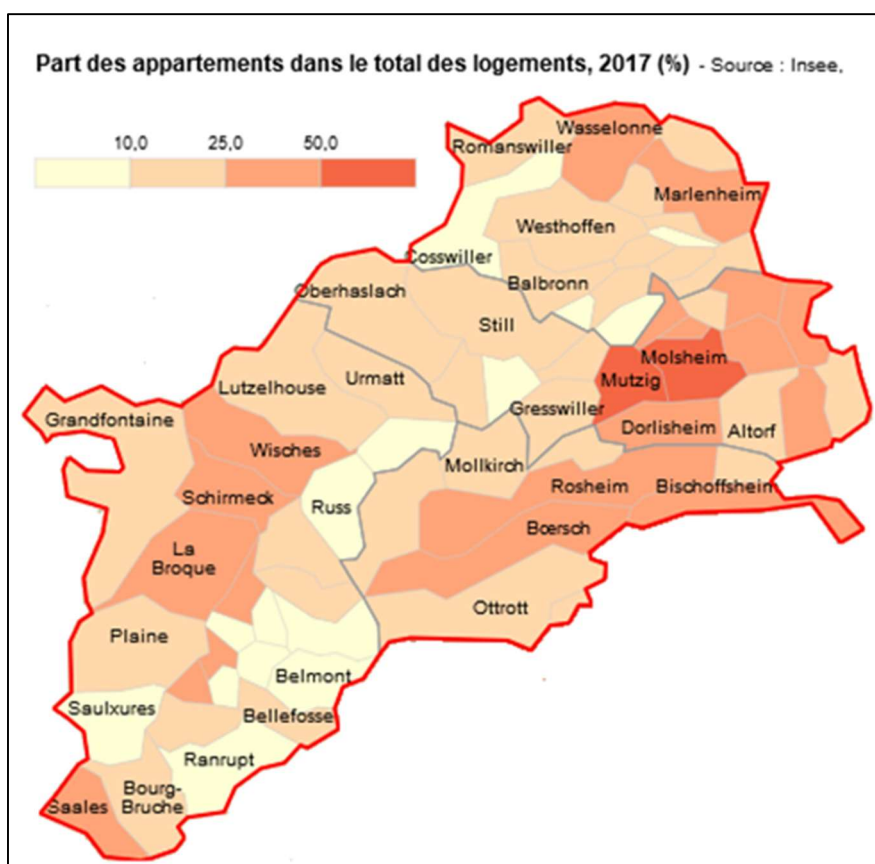 Part des appartements dans le total des logements, 2017 (%) - Source : Insee,
10,0 25,0 50,0
Wasselonne
Romanswiller
Marlenheim
Westhoffen
Cosswiller
Balbronn
Oberhaslach
Still
Molsheim
Mutzig
Urmatt
Lutzelhouse
Gresswiller
Grandfontaine
Dorlisheim
Altorf
Wisches
Mollkirch
Rosheim
Bischoffsheim
Schirmeck
Russ
Bœrsch
La
Broque
Ottrott
Plaine
Belmont
Saulxures
Bellefosse
Ranrupt
Bourg-
Bruche
Saales